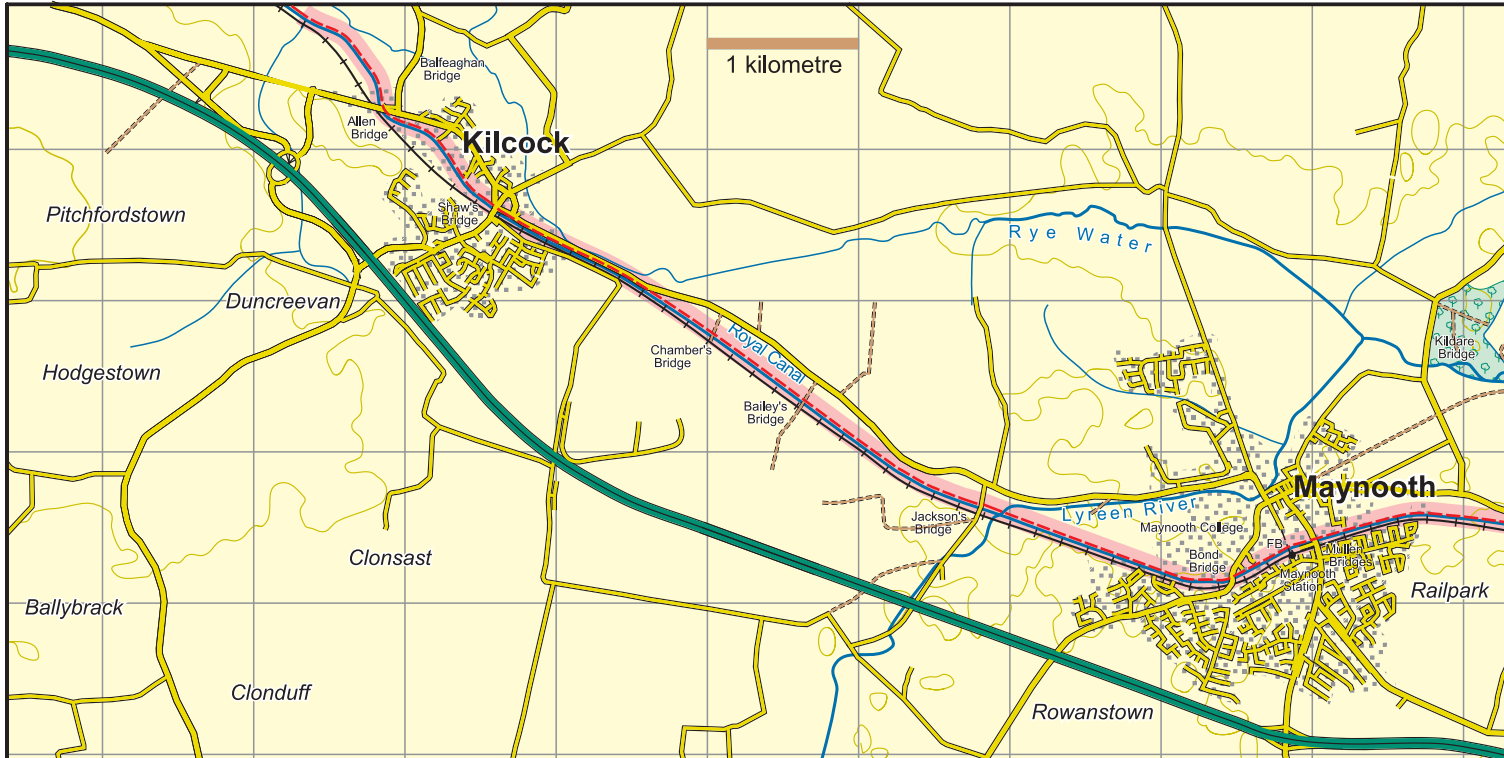 1 kilometre
Balfeaghan
Bridge
Allen
Bridge
Kilcock
Pitchfordstown
Shaw's
Bridge
Rye Water
Duncreevan
Royal Canal
Chamber's
Bridge
Kildare
Bridge
Hodgestown
Bailey's
Bridge
Maynooth
Jackson's
Bridge
Lyreen River
Maynooth College
FB
Mullen
Bridges
Bond
Bridge
Maynooth
Station
Clonsast
Railpark
Ballybrack
Clonduff
Rowanstown